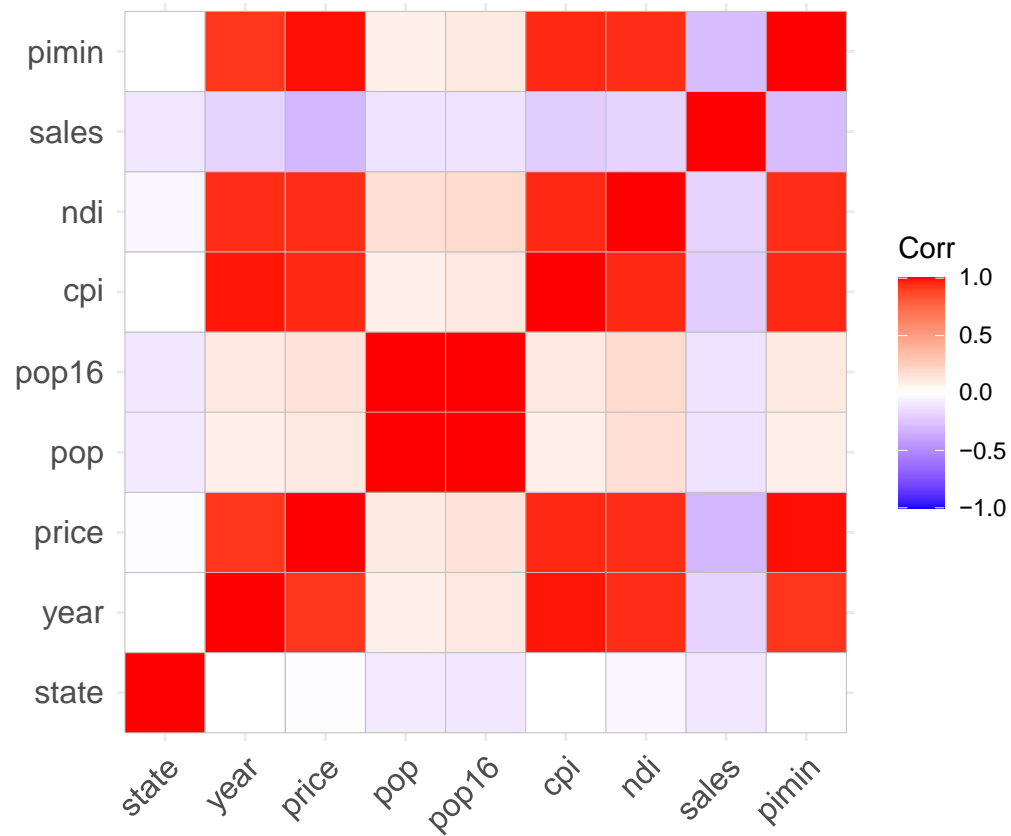 pimin
sales
ndi
cpi
pop16
pop
price
year
state
state
year
price
pop
pop16
cpi
ndi
sales
pimin
Corr
1.0
0.5
0.0
−0.5
−1.0